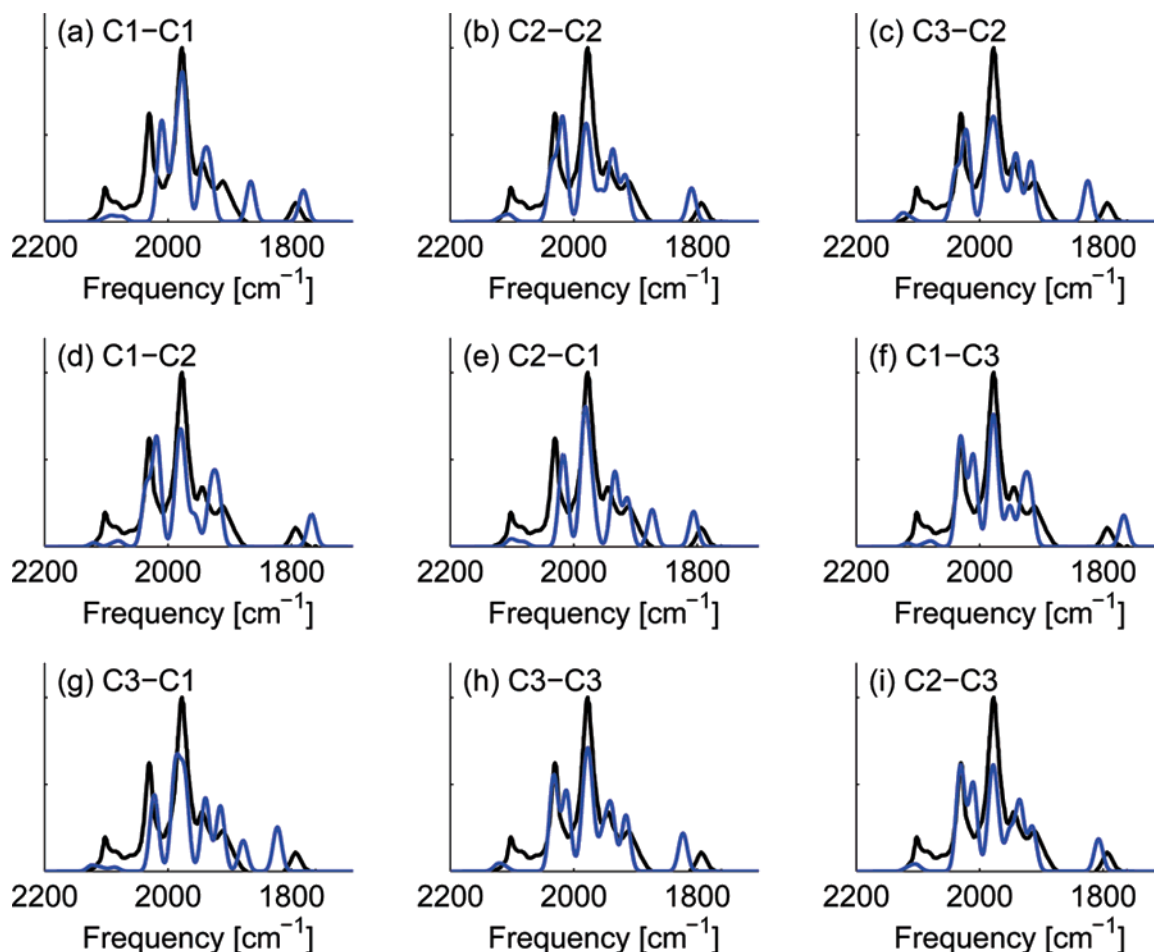 (a) C1−C1
(b) C2−C2
(c) C3−C2
2200 2000 1800
2200 2000 1800
2200 2000 1800
Frequency [cm−1]
Frequency [cm−1]
Frequency [cm−1]
(d) C1−C2
(e) C2−C1
(f) C1−C3
2200 2000 1800
2200 2000 1800
2200 2000 1800
Frequency [cm−1]
Frequency [cm−1]
Frequency [cm−1]
(g) C3−C1
(h) C3−C3
(i) C2−C3
2200 2000 1800
2200 2000 1800
2200 2000 1800
Frequency [cm−1]
Frequency [cm−1]
Frequency [cm−1]